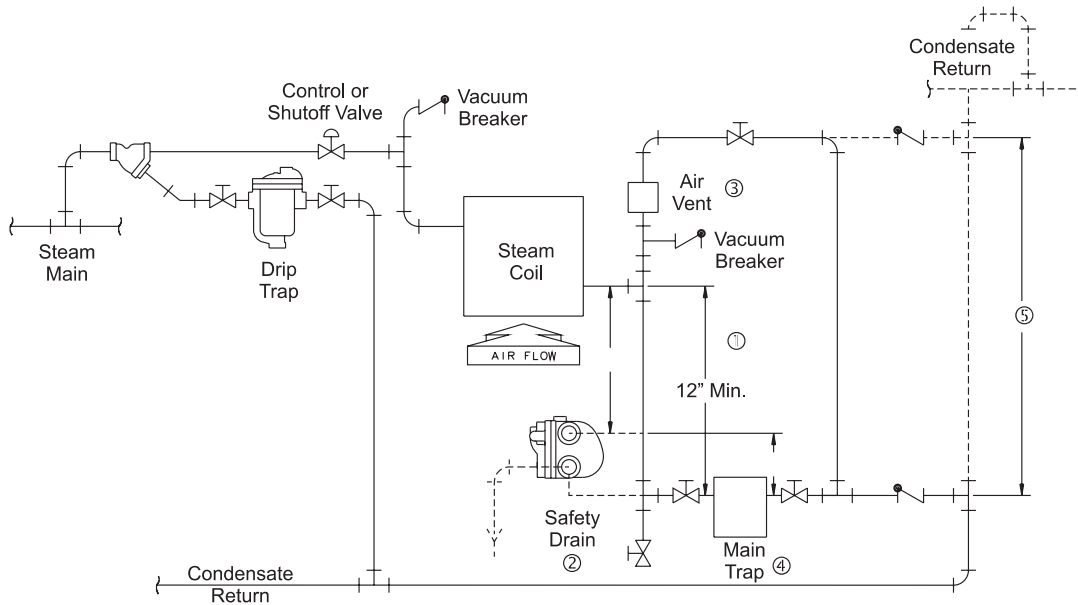 Condensate
Return
Control or
Shutoff Valve
Vacuum
Breaker
Air
Vent ③
Vacuum
Breaker
Steam
Main
Drip
Trap
Steam
Coil
⑤
①
AIR FLOW
12” Min.
Safety
Drain
②
Main
Trap ④
Condensate
Return